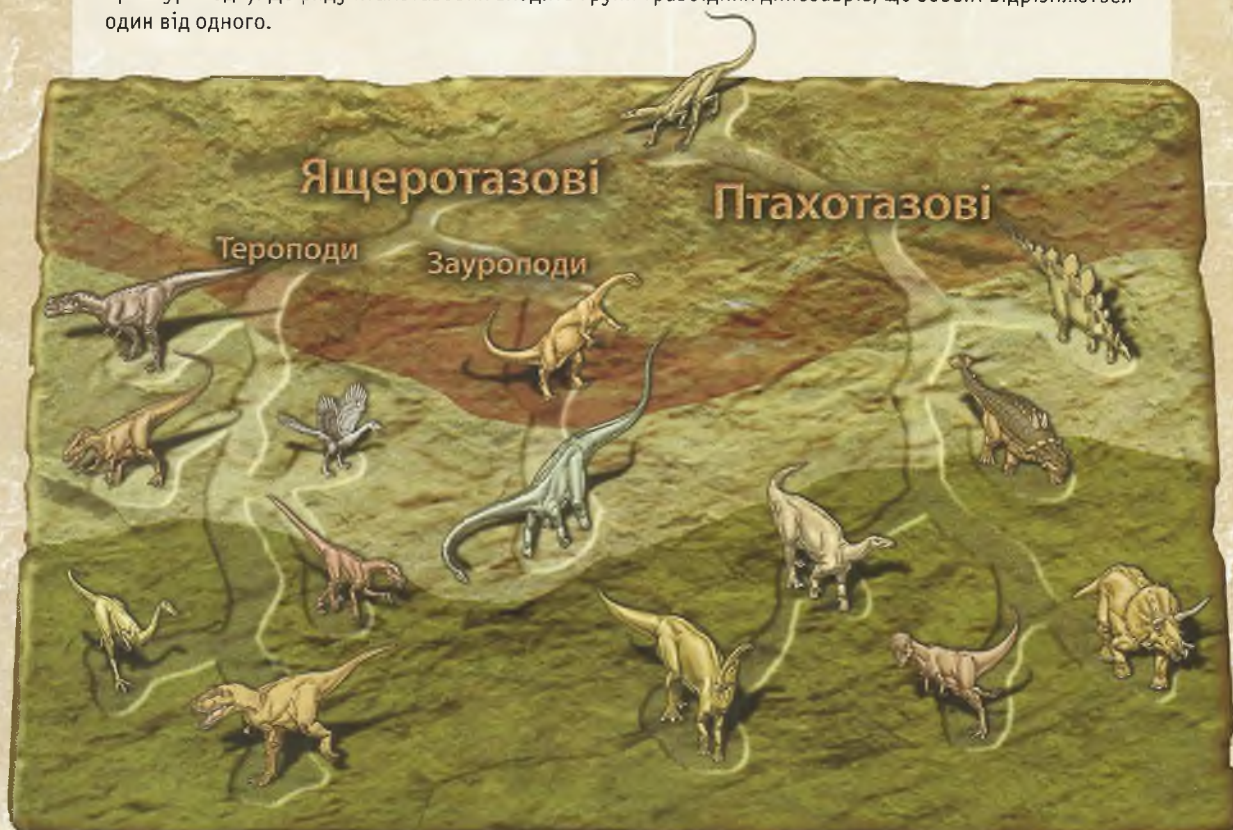 один від одного.
Ящеротазові
Птахотазові
Тероподи
Зауроподи